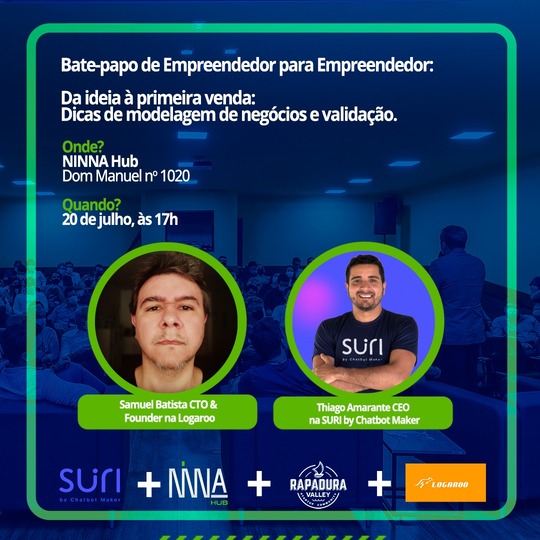 Bate-papo de Empreendedor para Empreendedor:
Da ideia à primeira venda:
Dicas de modelagem de negócios e validação.
Onde?
NINNA Hub
Dom Manuel nº 1020
Quando?
20 de julho, às 17h
SURI
by Chatbot Maker
Samuel Batista CTO &
Founder na Logaroo
Thiago Amarante CEO
na SURI by Chatbot Maker
SURI
by Chatbot Maker
+
NINNA
HUB
+
RAPADURA
VALLEY
+
LOGAROO